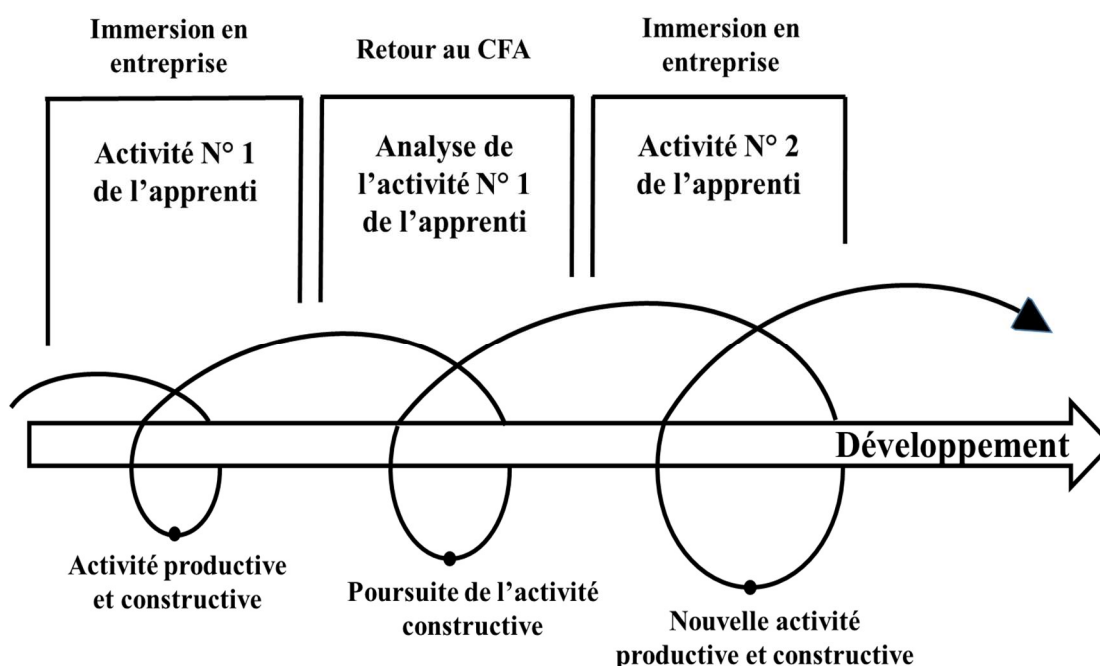 Immersion en
entreprise
Retour au CFA
Immersion en
entreprise
Activité N° 1
de l’apprenti
Analyse de
l’activité N° 1
de l’apprenti
Activité N° 2
de l’apprenti
Développement
Activité productive
et constructive
Poursuite de l’activité
constructive
Nouvelle activité
productive et constructive